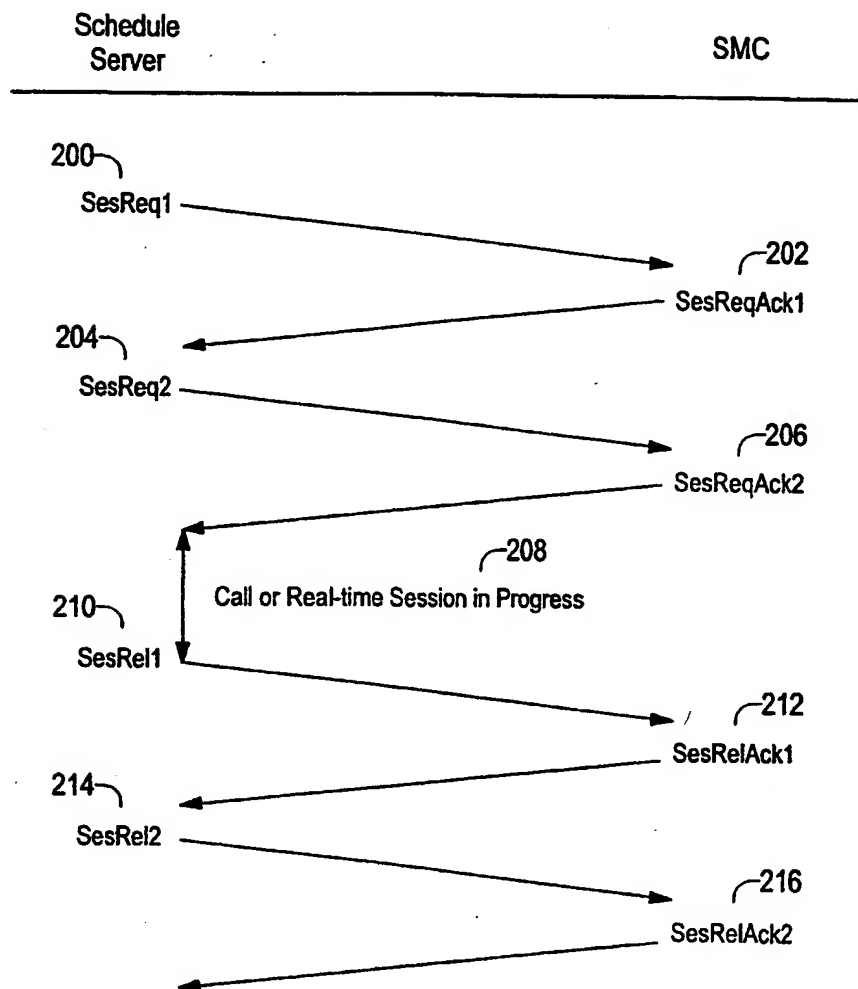 Schedule
Server
SMC
200
SesReq1
202
SesReqAck1
204
SesReq2
206
SesReqAck2
208
Call or Real-time Session in Progress
210
SesRel1
212
SesRelAck1
214
SesRel2
216
SesRelAck2